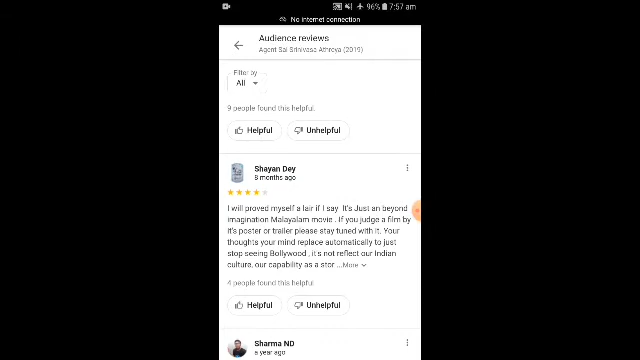 96% 7:57 am
No internet connection
Audience reviews
Agent Sai Srinivasa Athreya (2019)
Filter by
All
9 people found this helpful.
Helpful
Unhelpful
Shayan Dey
8 months ago
I will proved myself a lair if I say It's Just an beyond
imagination Malayalam movie . If you judge a film by
it's poster or trailer please stay tuned with it. Your
thoughts your mind replace automatically to just
stop seeing Bollywood , it's not reflect our Indian
culture, our capability as a stor ...More
4 people found this helpful.
Helpful
Unhelpful
Sharma ND
a year ago